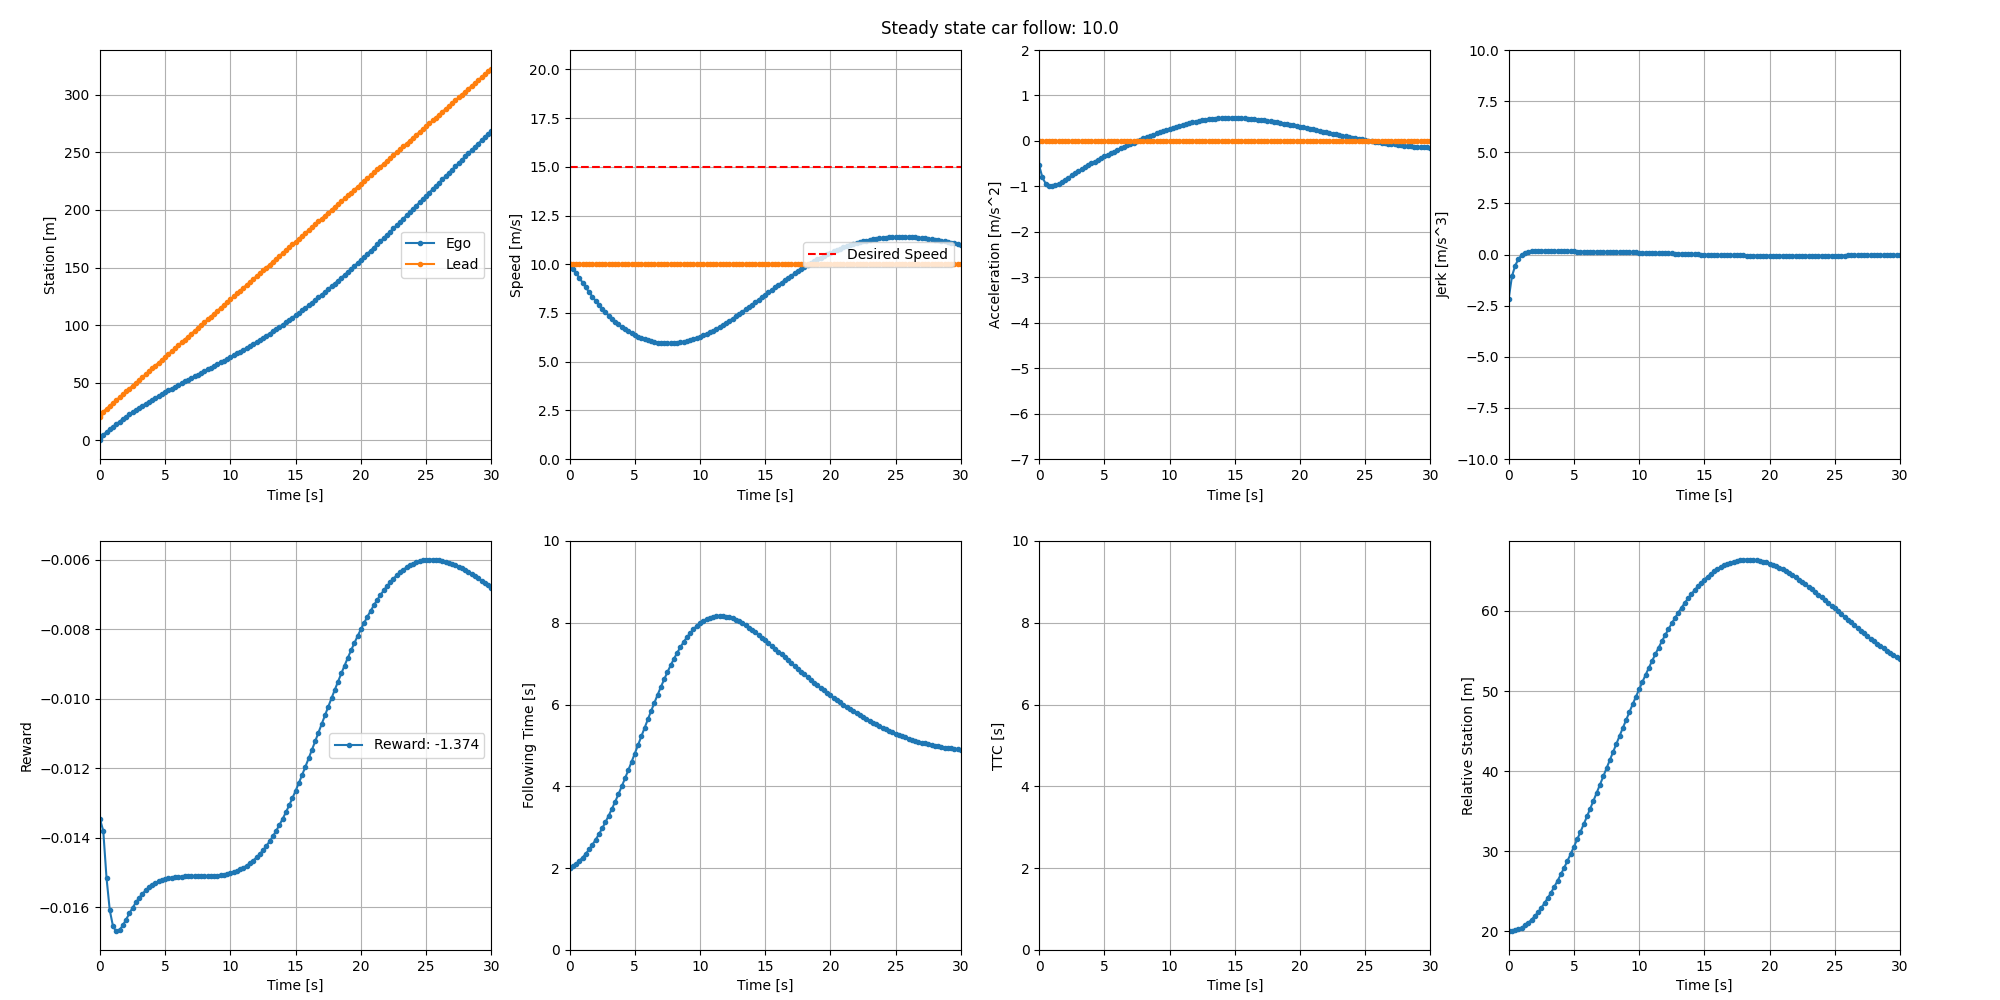 Steady state car follow: 10.0
Station [m]
300
250
200
150
100
50
0
Ego
Lead
0 5 10 15 20 25 30
Time [s]
Speed [m/s]
20.0
17.5
15.0
12.5
10.0
7.5
5.0
2.5
0.0
Desired Speed
0 5 10 15 20 25 30
Time [s]
Acceleration [m/s^2]
2
1
0
−1
−2
−3
−4
−5
−6
−7
0 5 10 15 20 25 30
Time [s]
Jerk [m/s^3]
10.0
7.5
5.0
2.5
0.0
−2.5
−5.0
−7.5
−10.0
0 5 10 15 20 25 30
Time [s]
Reward
−0.006
−0.008
−0.010
−0.012
−0.014
−0.016
Reward: -1.374
0 5 10 15 20 25 30
Time [s]
Following Time [s]
10
8
6
4
2
0
0 5 10 15 20 25 30
Time [s]
TTC [s]
10
8
6
4
2
0
0 5 10 15 20 25 30
Time [s]
Relative Station [m]
60
50
40
30
20
0 5 10 15 20 25 30
Time [s]